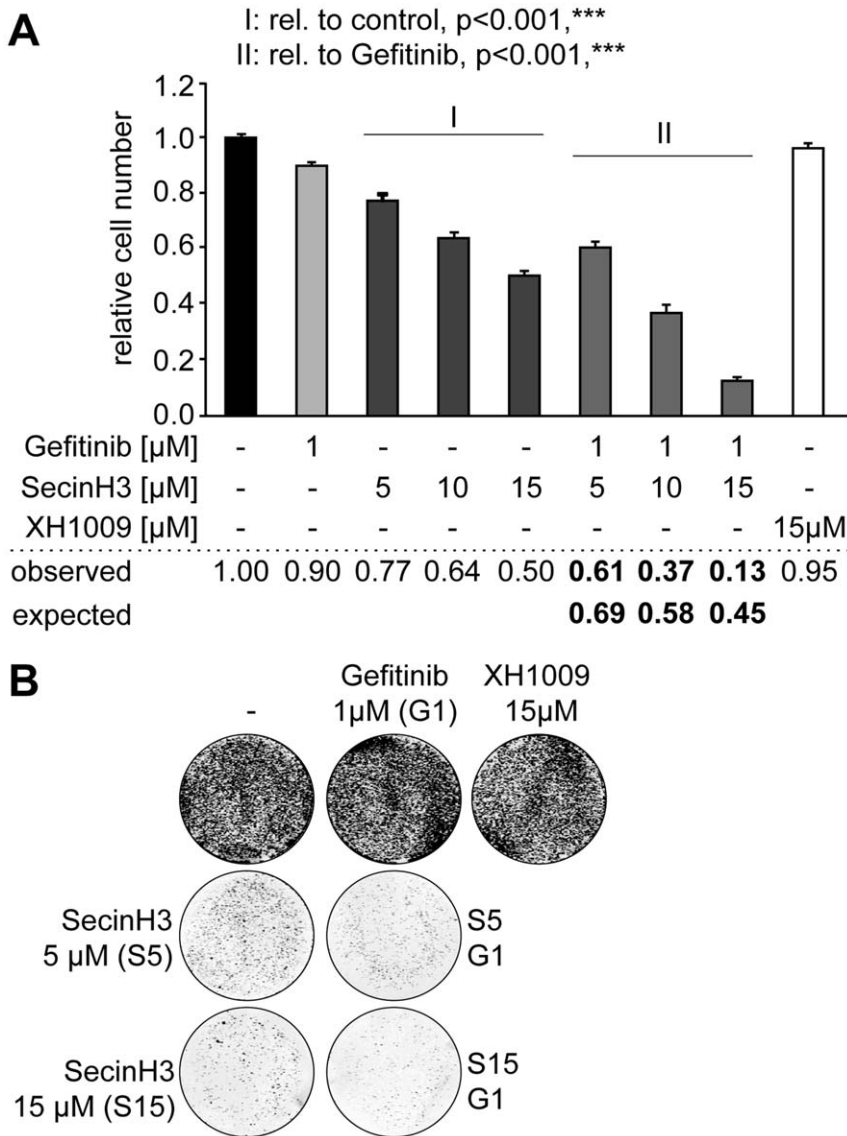 A
I: rel. to control, p<0.001,***
II: rel. to Gefitinib, p<0.001,***
relative cell number
1.2
1.0
0.8
0.6
0.4
0.2
0.0
I
II
Gefitinib [µM] - 1 - - - 1 1 1 -
SecinH3 [µM] - - 5 10 15 5 10 15 -
XH1009 [µM] - - - - - - - - 15µM
observed 1.00 0.90 0.77 0.64 0.50 0.61 0.37 0.13 0.95
expected 0.69 0.58 0.45
B
- Gefitinib 1µM (G1) XH1009 15µM
SecinH3
5 µM (S5)
S5
G1
SecinH3
15 µM (S15)
S15
G1